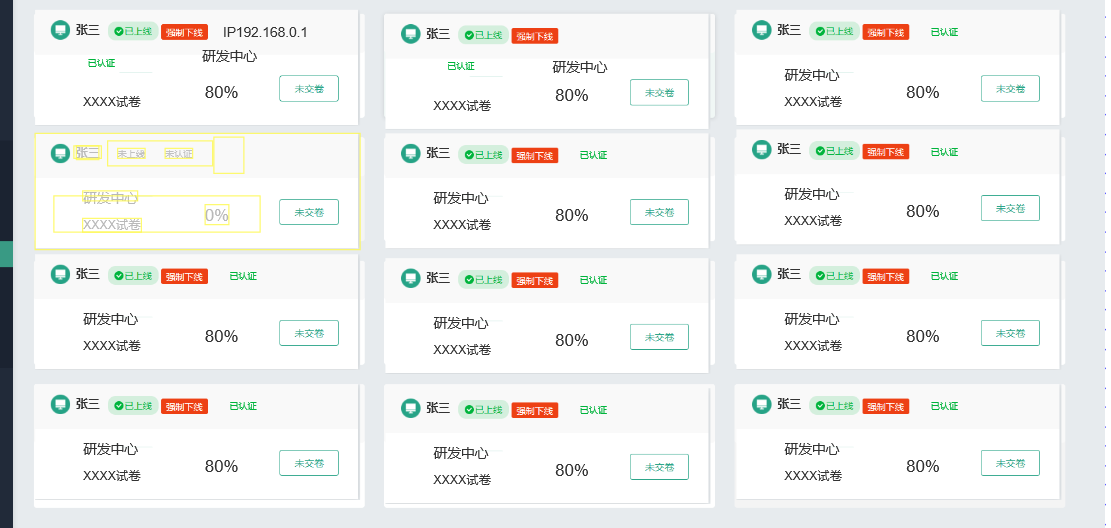 张三 已上线 强制下线 IP192.168.0.1
已认证 研发中心
XXXX试卷 80% 未交卷
张三 已上线 强制下线
已认证 研发中心
XXXX试卷 80% 未交卷
张三 已上线 强制下线 已认证
研发中心
XXXX试卷 80% 未交卷
张三 未上线 未认证
研发中心
XXXX试卷 0% 未交卷
张三 已上线 强制下线 已认证
研发中心
XXXX试卷 80% 未交卷
张三 已上线 强制下线 已认证
研发中心
XXXX试卷 80% 未交卷
张三 已上线 强制下线 已认证
研发中心
XXXX试卷 80% 未交卷
张三 已上线 强制下线 已认证
研发中心
XXXX试卷 80% 未交卷
张三 已上线 强制下线 已认证
研发中心
XXXX试卷 80% 未交卷
张三 已上线 强制下线 已认证
研发中心
XXXX试卷 80% 未交卷
张三 已上线 强制下线 已认证
研发中心
XXXX试卷 80% 未交卷
张三 已上线 强制下线 已认证
研发中心
XXXX试卷 80% 未交卷